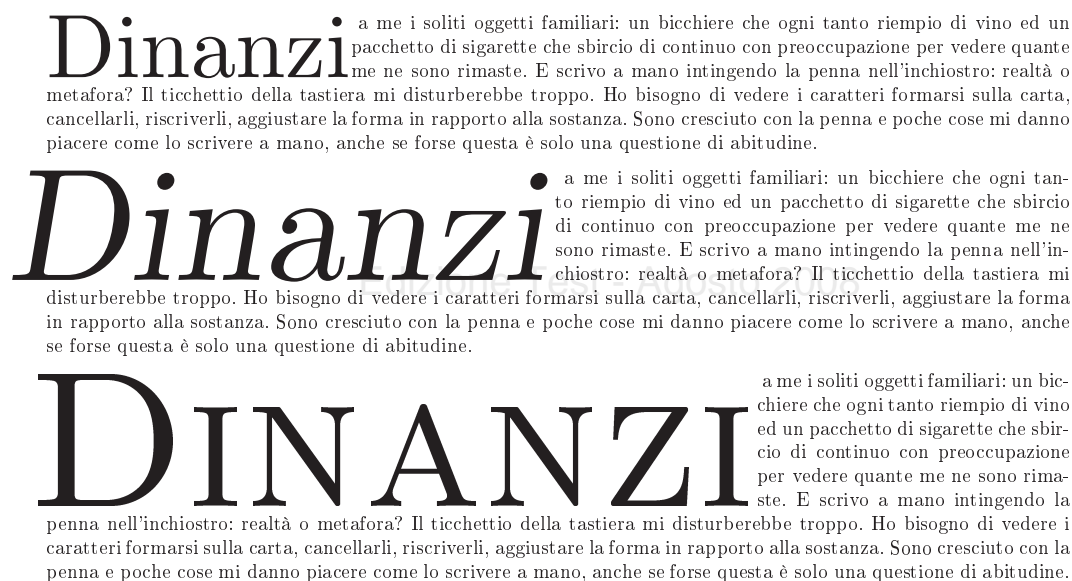 Dinanzi a me i soliti oggetti familiari: un bicchiere che ogni tanto riempio di vino ed un
pacchetto di sigarette che sbircio di continuo con preoccupazione per vedere quante
me ne sono rimaste. E scrivo a mano intingendo la penna nell'inchiostro: realtà o
metafora? Il ticchettio della tastiera mi disturberebbe troppo. Ho bisogno di vedere i caratteri formarsi sulla carta,
cancellarli, riscriverli, aggiustare la forma in rapporto alla sostanza. Sono cresciuto con la penna e poche cose mi danno
piacere come lo scrivere a mano, anche se forse questa è solo una questione di abitudine.
Dinanzi a me i soliti oggetti familiari: un bicchiere che ogni tan-
to riempio di vino ed un pacchetto di sigarette che sbircio
di continuo con preoccupazione per vedere quante me ne
sono rimaste. E scrivo a mano intingendo la penna nell'in-
chiostro: realtà o metafora? Il ticchettio della tastiera mi
Edizione Test - Agosto 2008
disturberebbe troppo. Ho bisogno di vedere i caratteri formarsi sulla carta, cancellarli, riscriverli, aggiustare la forma
in rapporto alla sostanza. Sono cresciuto con la penna e poche cose mi danno piacere come lo scrivere a mano, anche
se forse questa è solo una questione di abitudine.
DINANZI a me i soliti oggetti familiari: un bic-
chiere che ogni tanto riempio di vino
ed un pacchetto di sigarette che sbir-
cio di continuo con preoccupazione
per vedere quante me ne sono rima-
ste. E scrivo a mano intingendo la
penna nell'inchiostro: realtà o metafora? Il ticchettio della tastiera mi disturberebbe troppo. Ho bisogno di vedere i
caratteri formarsi sulla carta, cancellarli, riscriverli, aggiustare la forma in rapporto alla sostanza. Sono cresciuto con la
penna e poche cose mi danno piacere come lo scrivere a mano, anche se forse questa è solo una questione di abitudine.